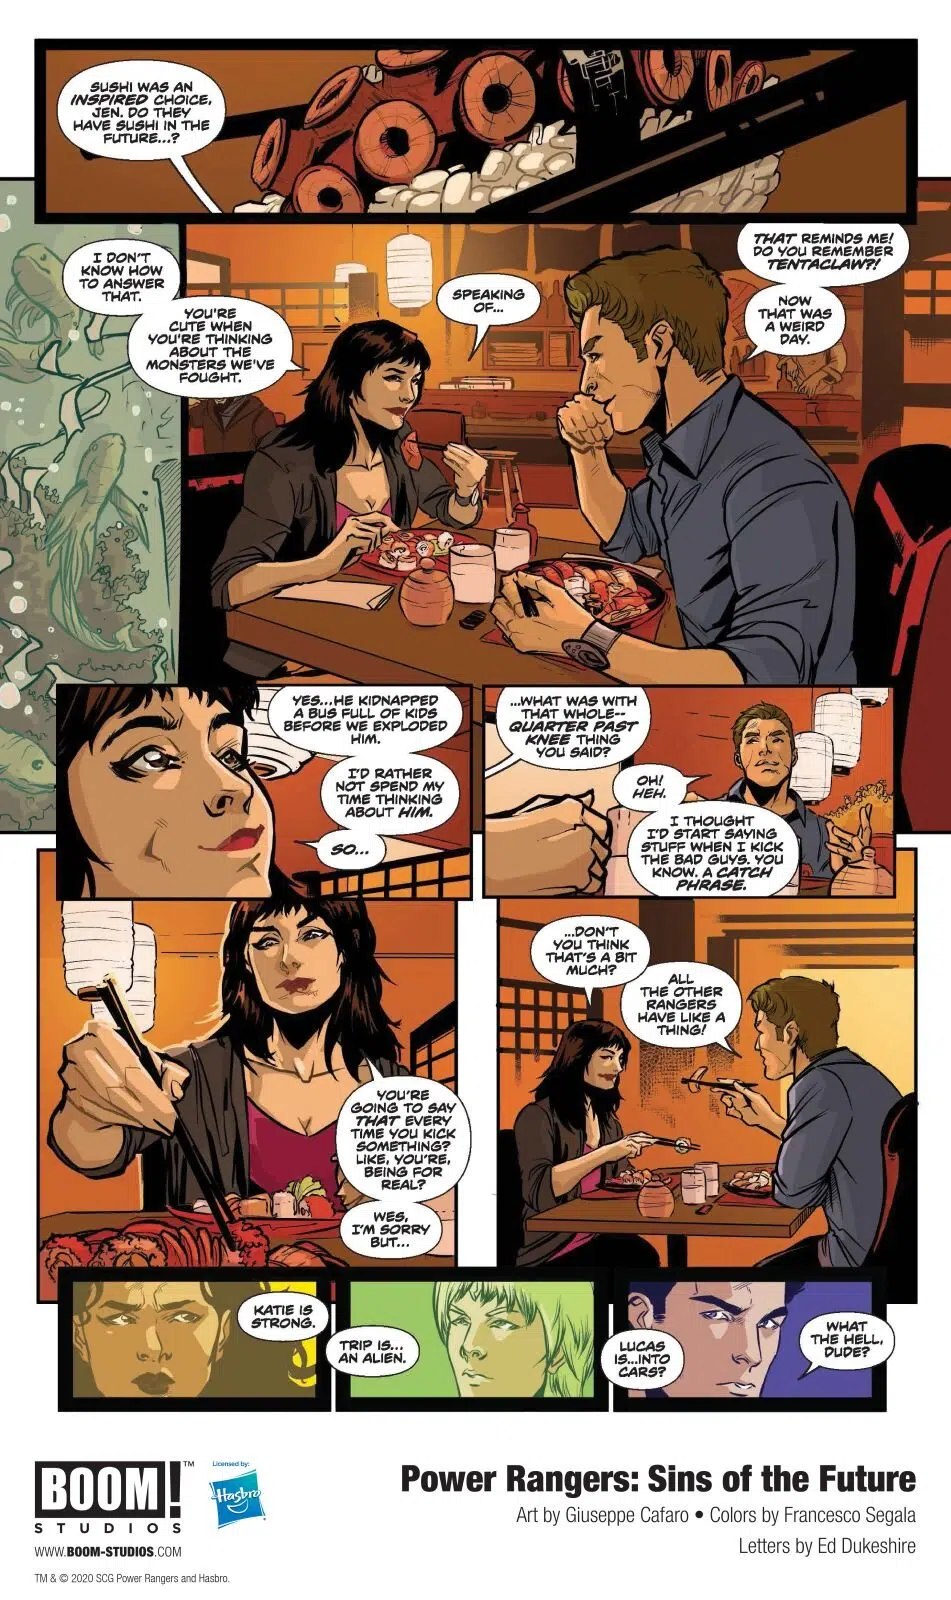 SUSHI WAS AN
INSPIRED CHOICE,
JEN. DO THEY
HAVE SUSHI IN THE
FUTURE...?
I DON'T
KNOW HOW
TO ANSWER
THAT.
YOU'RE
CUTE WHEN
YOU'RE THINKING
ABOUT THE
MONSTERS WE'VE
FOUGHT.
SPEAKING
OF...
THAT REMINDS ME!
DO YOU REMEMBER
TENTACLAW?!
NOW
THAT WAS
A WEIRD
DAY.
YES...HE KIDNAPPED
A BUS FULL OF KIDS
BEFORE WE EXPLODED
HIM.
I'D RATHER
NOT SPEND MY
TIME THINKING
ABOUT HIM.
SO...
...WHAT WAS WITH
THAT WHOLE--
QUARTER PAST
KNEE THING
YOU SAID?
OH!
HEH.
I THOUGHT
I'D START SAYING
STUFF WHEN I KICK
THE BAD GUYS. YOU
KNOW. A CATCH
PHRASE.
YOU'RE
GOING TO SAY
THAT EVERY
TIME YOU KICK
SOMETHING?
LIKE, YOU'RE,
BEING FOR
REAL?
WES,
I'M SORRY
BUT...
...DON'T
YOU THINK
THAT'S A BIT
MUCH?
ALL
THE OTHER
RANGERS
HAVE LIKE A
THING!
KATIE IS
STRONG.
TRIP IS...
AN ALIEN.
LUCAS
IS...INTO
CARS?
WHAT
THE HELL,
DUDE?
BOOM! ™
STUDIOS
WWW.BOOM-STUDIOS.COM
Licensed by:
Hasbro
Power Rangers: Sins of the Future
Art by Giuseppe Cafaro • Colors by Francesco Segala
Letters by Ed Dukeshire
TM & © 2020 SCG Power Rangers and Hasbro.